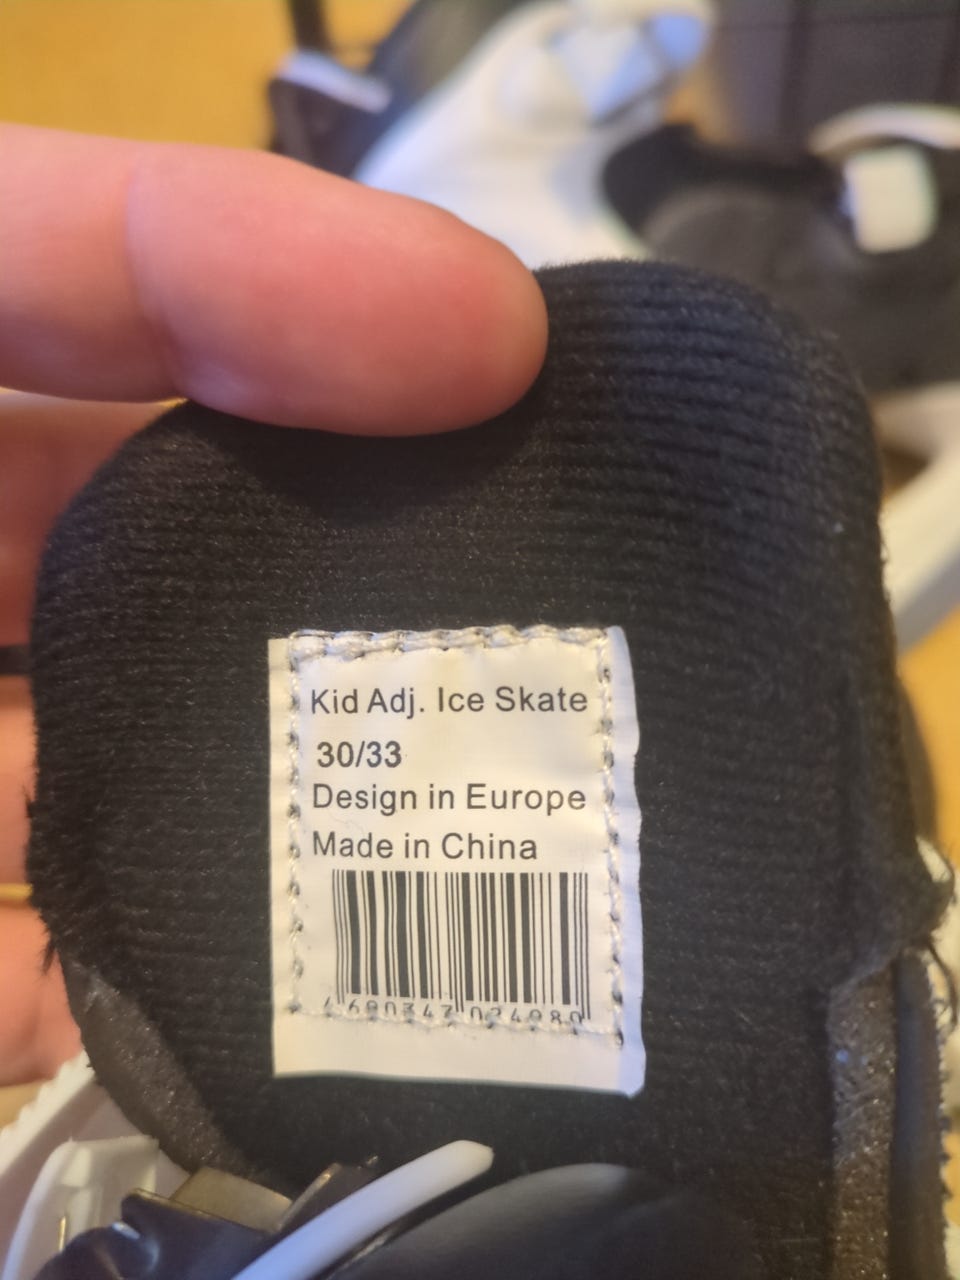 Kid Adj. Ice Skate
30/33
Design in Europe
Made in China